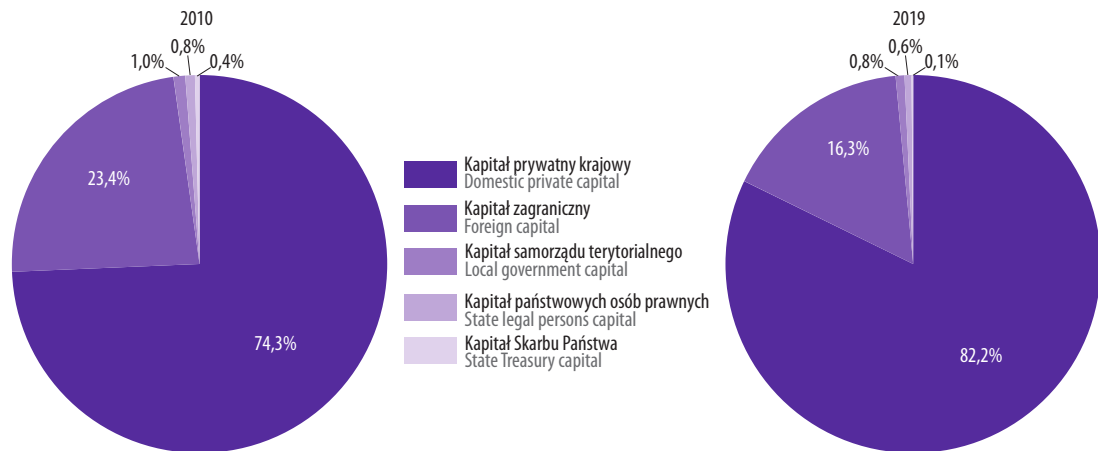 2010
0,8%
1,0%
0,4%
23,4%
74,3%
Kapitał prywatny krajowy
Domestic private capital
Kapitał zagraniczny
Foreign capital
Kapitał samorządu terytorialnego
Local government capital
Kapitał państwowych osób prawnych
State legal persons capital
Kapitał Skarbu Państwa
State Treasury capital
2019
0,6%
0,8%
0,1%
16,3%
82,2%